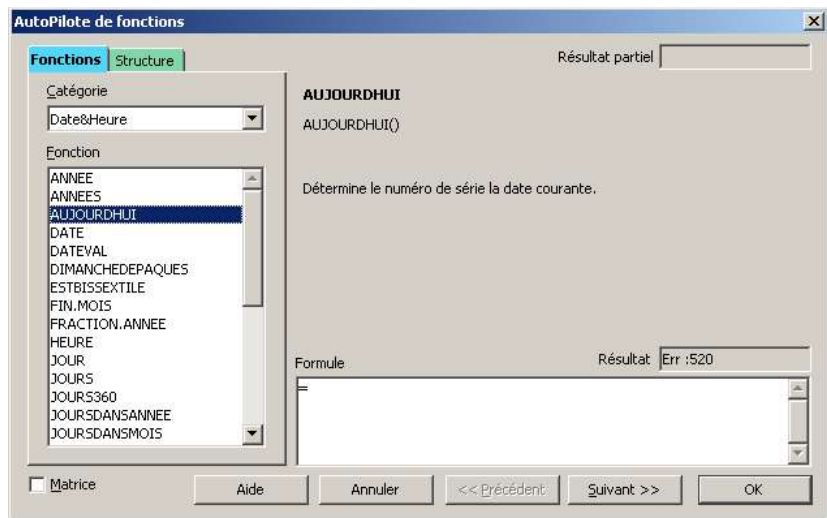 AutoPilote de fonctions
Fonctions Structure
Résultat partiel
Catégorie
Date&Heure
Fonction
ANNEE
ANNEES
AUJOURDHUI
DATE
DATEVAL
DIMANCHEDEPAQUES
ESTBISSEXTILE
FIN.MOIS
FRACTION.ANNEE
HEURE
JOUR
JOURS
JOURS360
JOURSDANSANNEE
JOURSDANSMOIS
AUJOURDHUI
AUJOURDHUI()
Détermine le numéro de série la date courante.
Formule
Résultat Err :520
=
Matrice
Aide
Annuler
<< Précédent
Suivant >>
OK